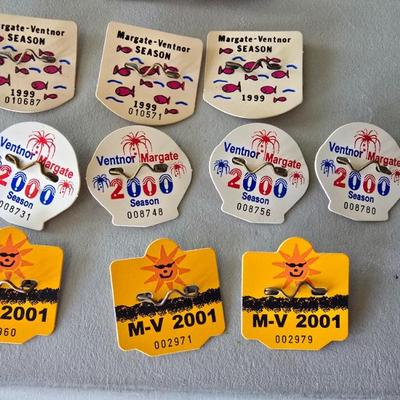 Margate-Ventnor
SEASON
1999
010687
Margate-Ventnor
SEASON
1999
010571
Margate-Ventnor
SEASON
1999
Ventnor Margate
2000
Season
008731
Ventnor Margate
2000
Season
008748
Ventnor Margate
2000
Season
008756
Ventnor Margate
2000
Season
008780
2001
960
M-V 2001
002971
M-V 2001
002979